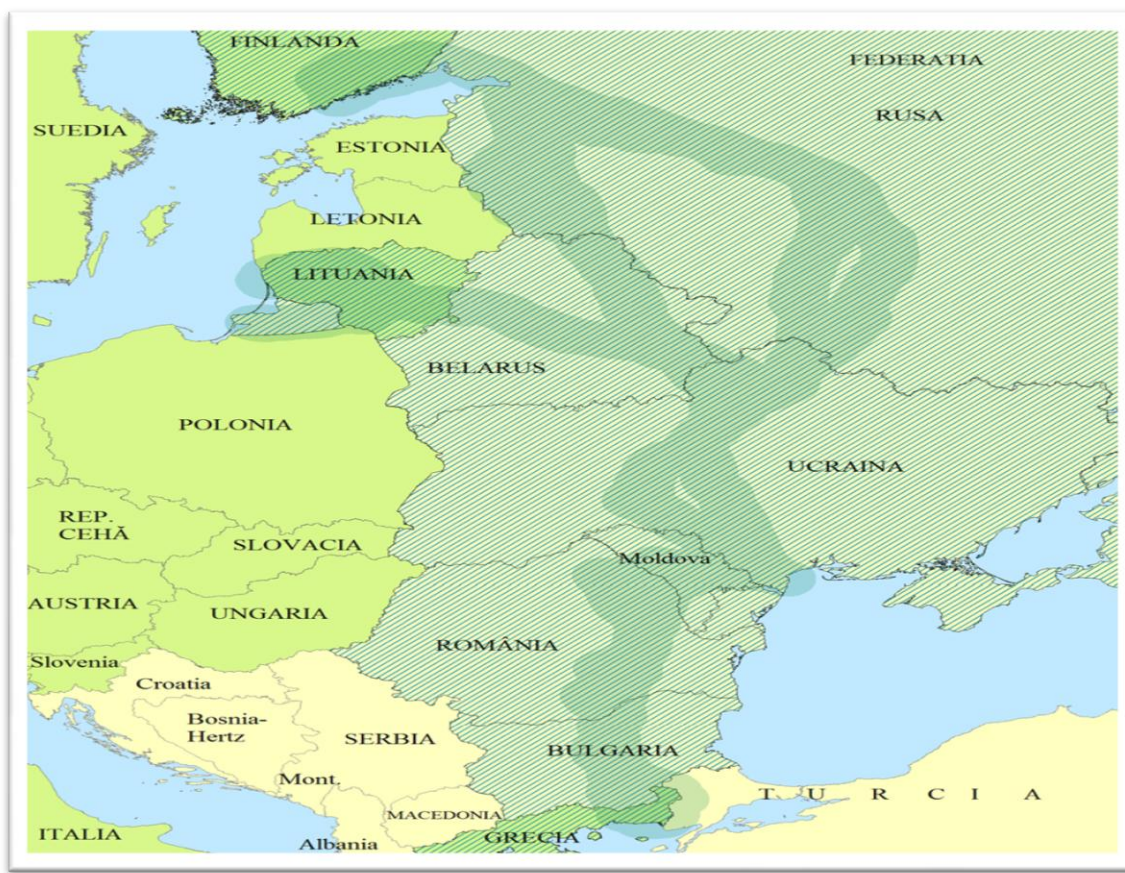 FINLANDA
FEDERATIA
RUSA
SUEDIA
ESTONIA
LETONIA
LITUANIA
BELARUS
POLONIA
UCRAINA
REP.
CEHĂ
SLOVACIA
Moldova
AUSTRIA
UNGARIA
ROMÂNIA
Slovenia
Croatia
Bosnia-
Hertz
SERBIA
BULGARIA
Mont.
T U R C I A
MACEDONIA
ITALIA
Albania
GRECIA